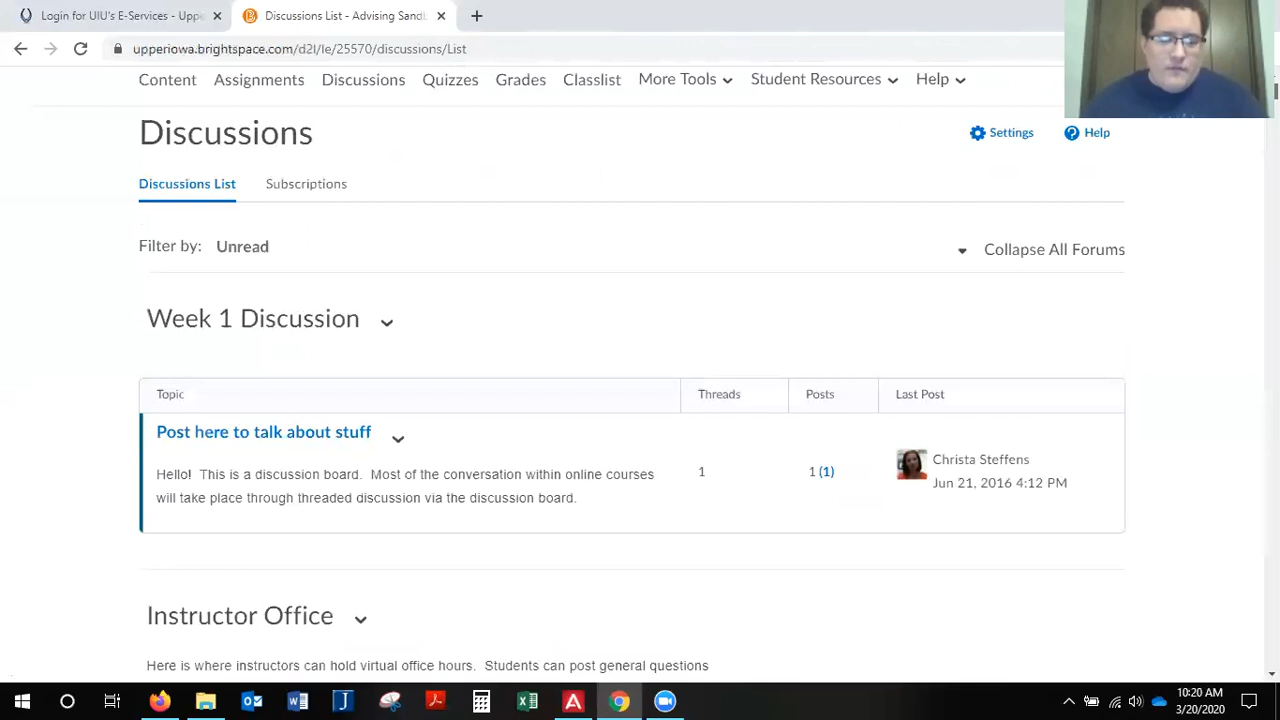 Login for UIU's E-Services - Uppe
Discussions List - Advising Sandb
upperiowa.brightspace.com/d2l/le/25570/discussions/List
Content Assignments Discussions Quizzes Grades Classlist More Tools Student Resources Help
Discussions
Settings Help
Discussions List Subscriptions
Filter by: Unread
Collapse All Forums
Week 1 Discussion
Topic Threads Posts Last Post
Post here to talk about stuff
Hello! This is a discussion board. Most of the conversation within online courses
will take place through threaded discussion via the discussion board.
1 1 (1)
Christa Steffens
Jun 21, 2016 4:12 PM
Instructor Office
Here is where instructors can hold virtual office hours. Students can post general questions
10:20 AM
3/20/2020